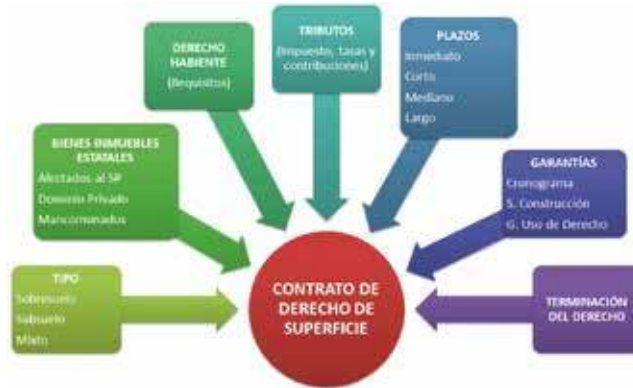 TIPO
Sobresuelo
Subsuelo
Mixto
BIENES INMUEBLES
ESTATALES
Afectados al SP
Dominio Privado
Mancomunados
DERECHO
HABIENTE
(Requisitos)
TRIBUTOS
(Impuesto, tasas y
contribuciones)
PLAZOS
Inmediato
Corto
Mediano
Largo
GARANTÍAS
Cronograma
S. Construcción
G. Uso de Derecho
TERMINACIÓN
DEL DERECHO
CONTRATO DE
DERECHO DE
SUPERFICIE